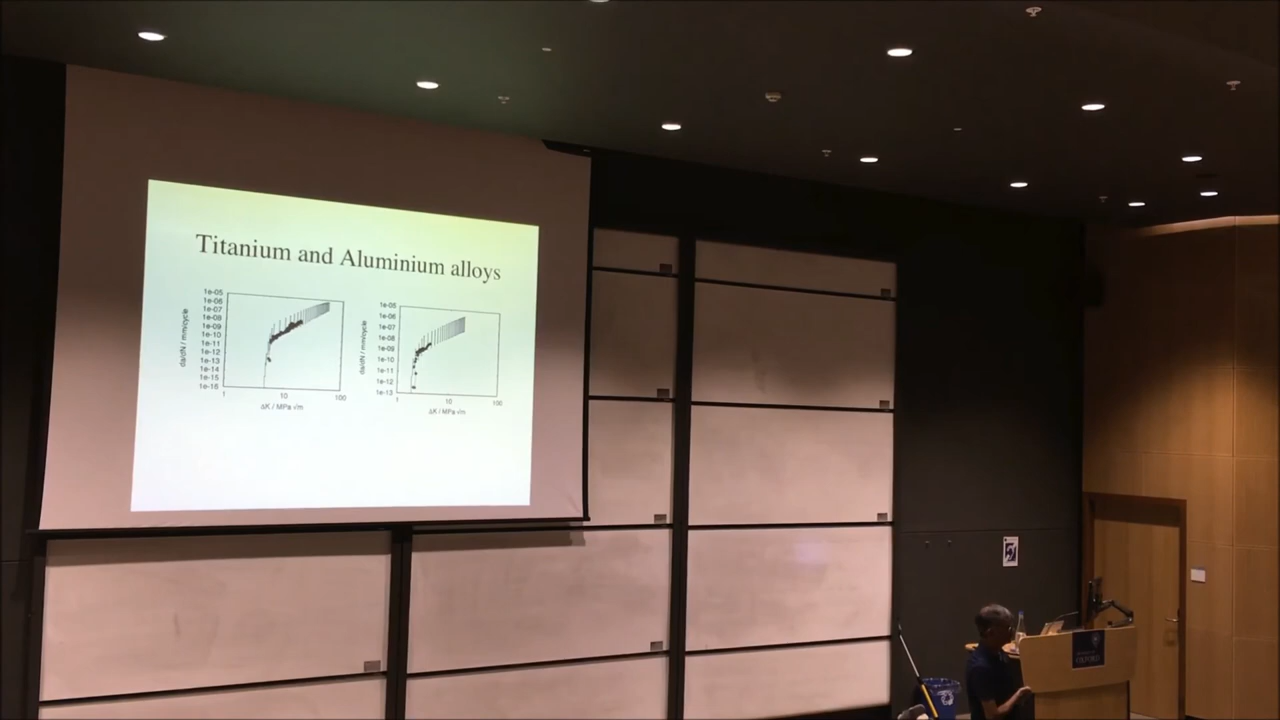 Titanium and Aluminium alloys
da/dN / mm/cycle
1e-05
1e-06
1e-07
1e-08
1e-09
1e-10
1e-11
1e-12
1e-13
1e-14
1e-15
1e-16
1
10
100
ΔK / MPa √m
da/dN / mm/cycle
1e-05
1e-06
1e-07
1e-08
1e-09
1e-10
1e-11
1e-12
1e-13
1
10
100
ΔK / MPa √m
OXFORD